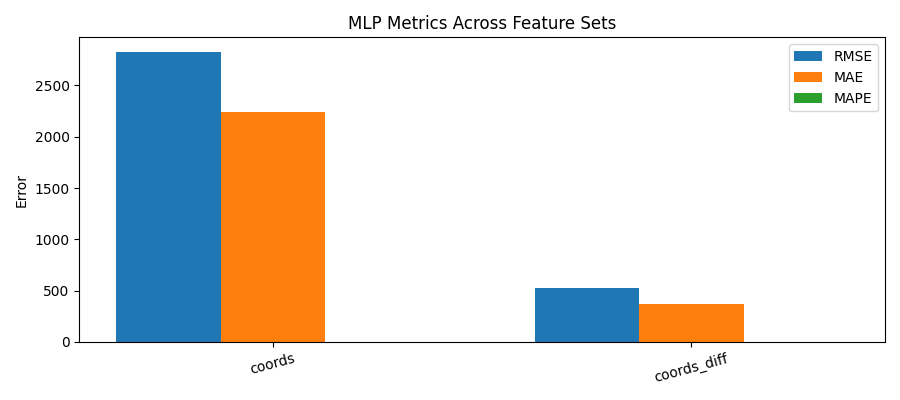 MLP Metrics Across Feature Sets
RMSE
MAE
MAPE
Error
2500
2000
1500
1000
500
0
coords
coords_diff